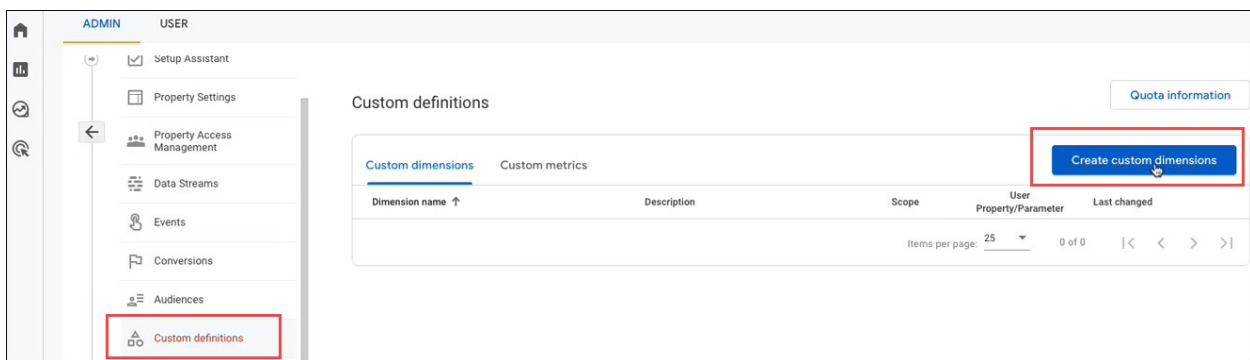 ADMIN USER
Setup Assistant
Property Settings
Property Access
Management
Data Streams
Events
Conversions
Audiences
Custom definitions
Custom definitions
Quota information
Custom dimensions Custom metrics
Create custom dimensions
Dimension name ↑ Description Scope User
Property/Parameter Last changed
Items per page: 25 0 of 0